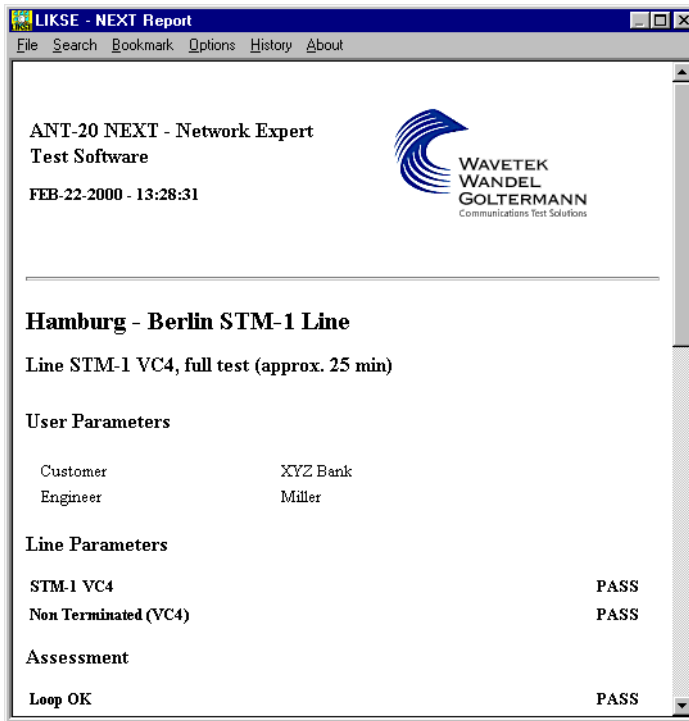 LIKSE - NEXT Report
File Search Bookmark Options History About
ANT-20 NEXT - Network Expert
Test Software
FEB-22-2000 - 13:28:31
WAVETEK
WANDEL
GOLTERMANN
Communications Test Solutions
Hamburg - Berlin STM-1 Line
Line STM-1 VC4, full test (approx. 25 min)
User Parameters
Customer XYZ Bank
Engineer Miller
Line Parameters
STM-1 VC4 PASS
Non Terminated (VC4) PASS
Assessment
Loop OK PASS